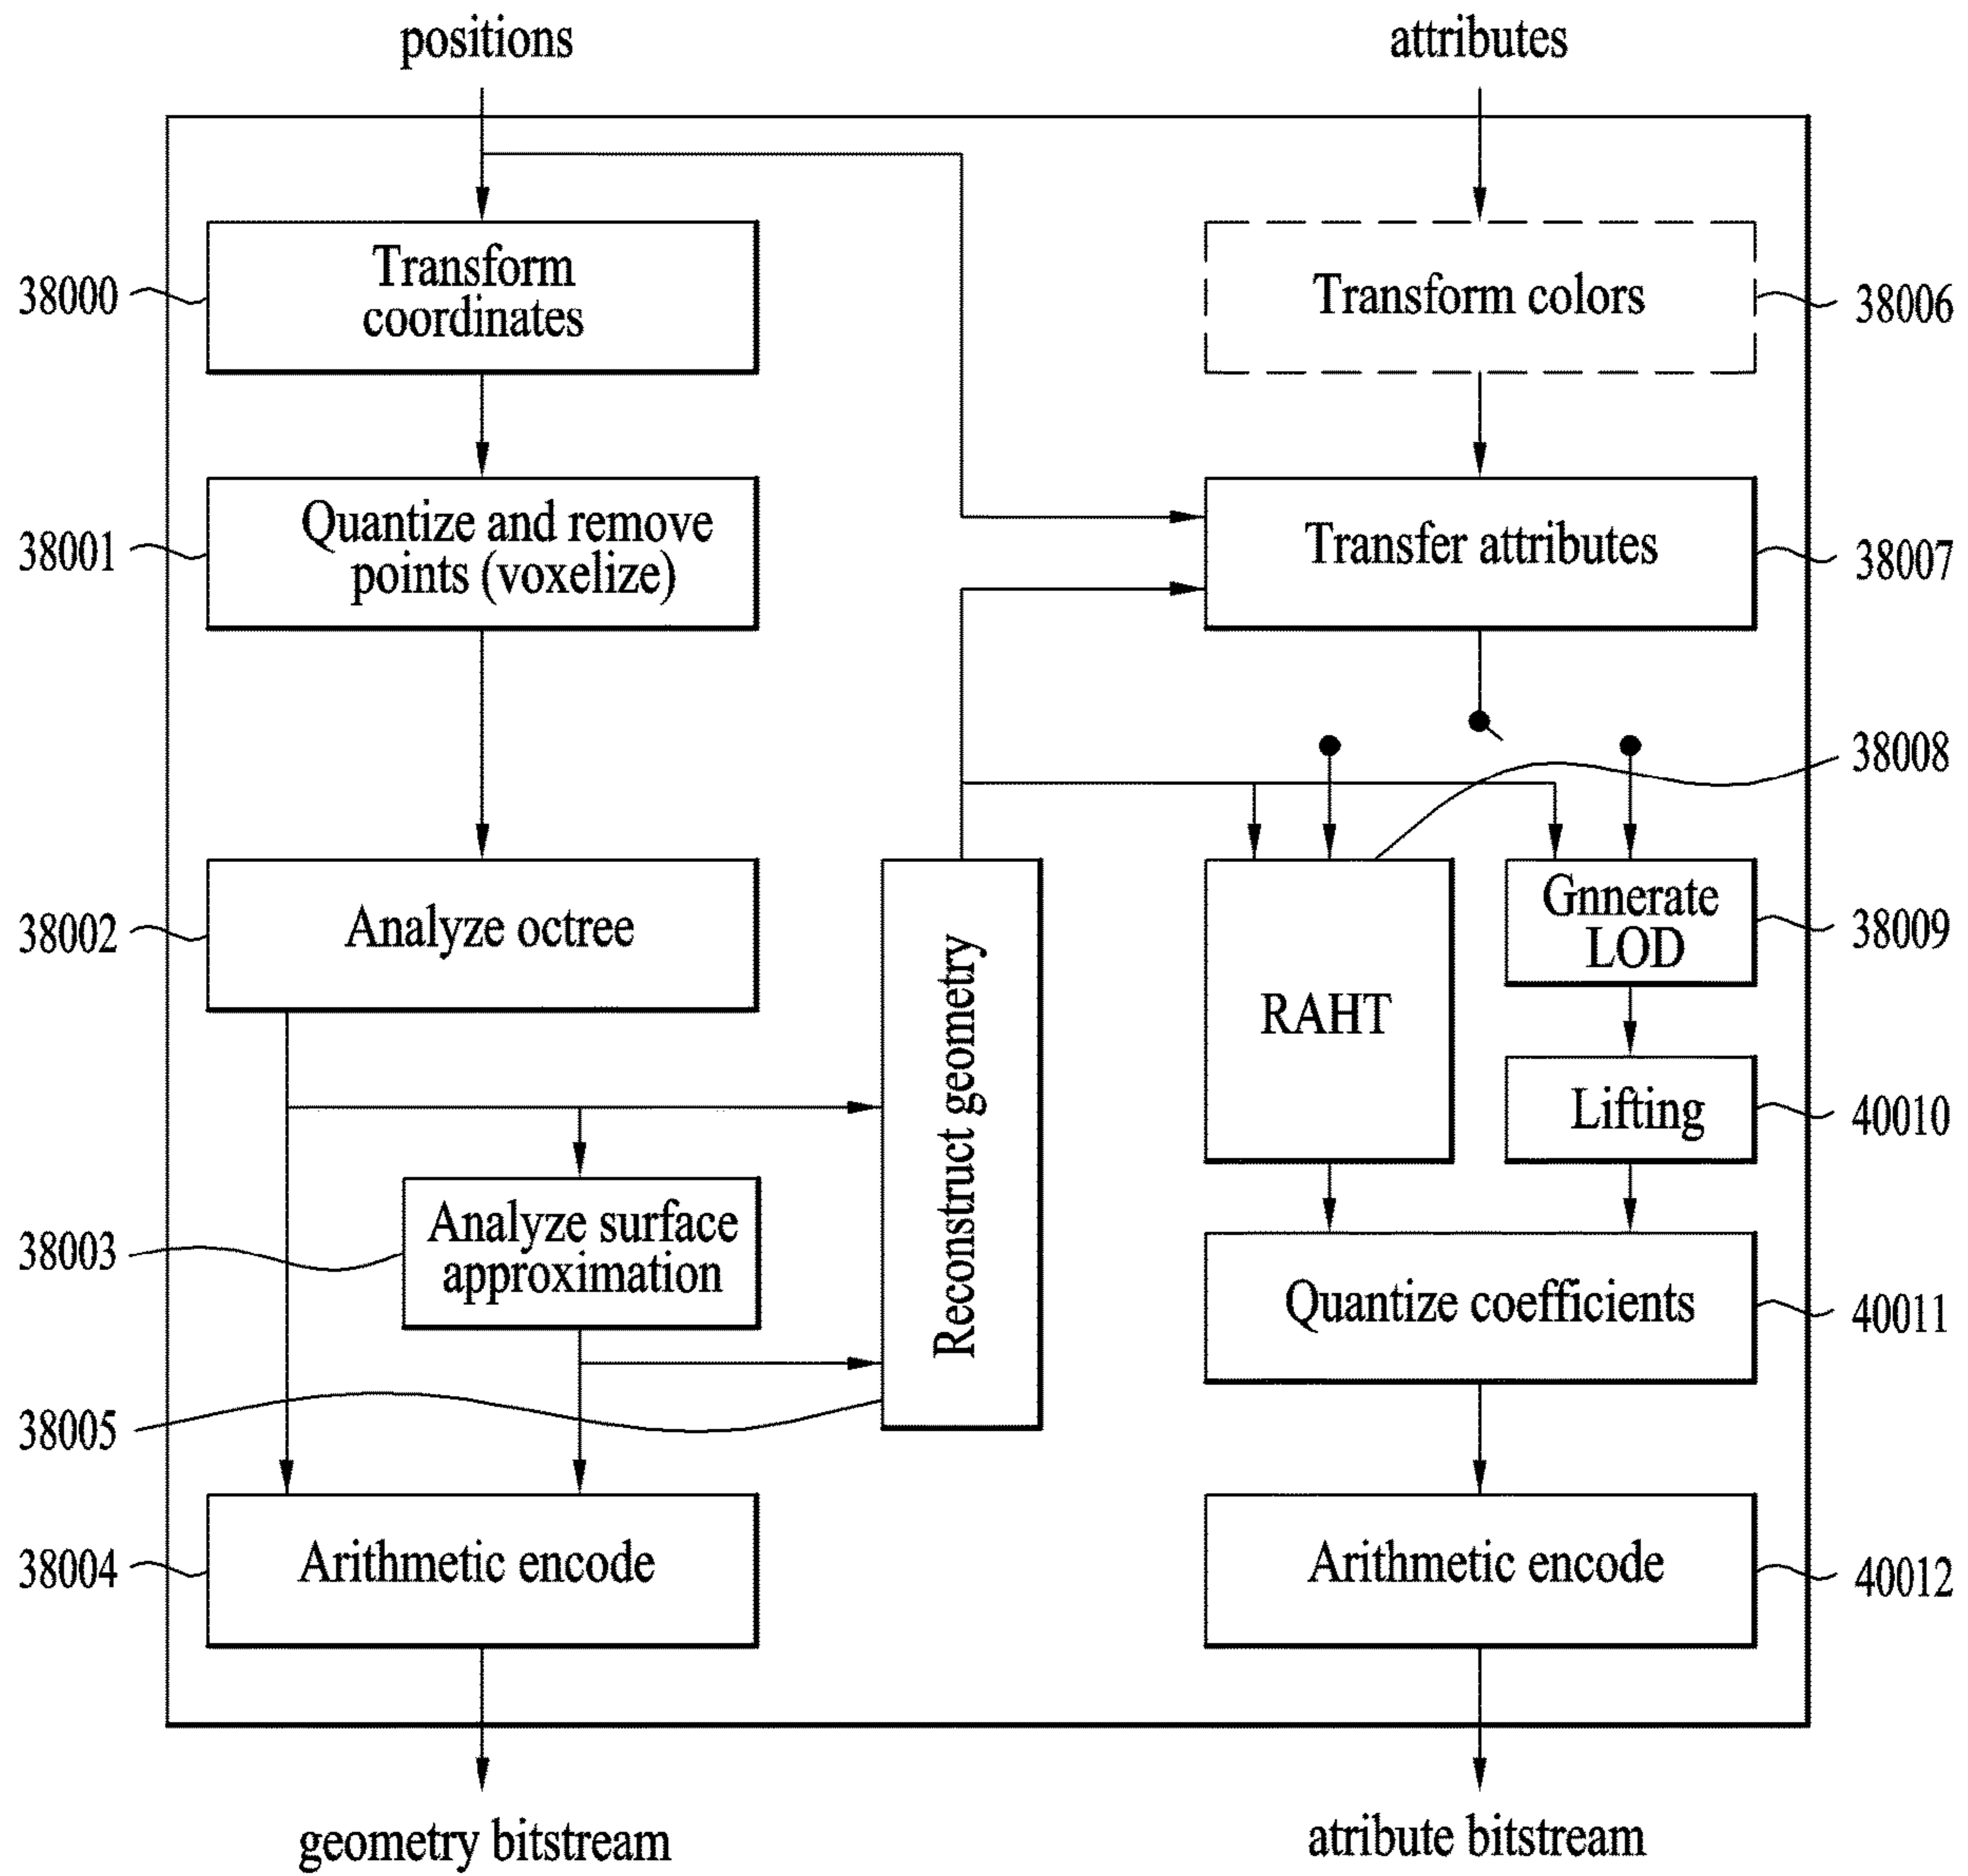 positions
attributes
Transform
coordinates
38000
Transform colors
38006
Quantize and remove
points (voxelize)
38001
Transfer attributes
38007
38008
Analyze octree
38002
Reconstruct geometry
RAHT
Gnnerate
LOD
38009
Lifting
40010
Analyze surface
approximation
38003
Quantize coefficients
40011
38005
Arithmetic encode
38004
Arithmetic encode
40012
geometry bitstream
atribute bitstream